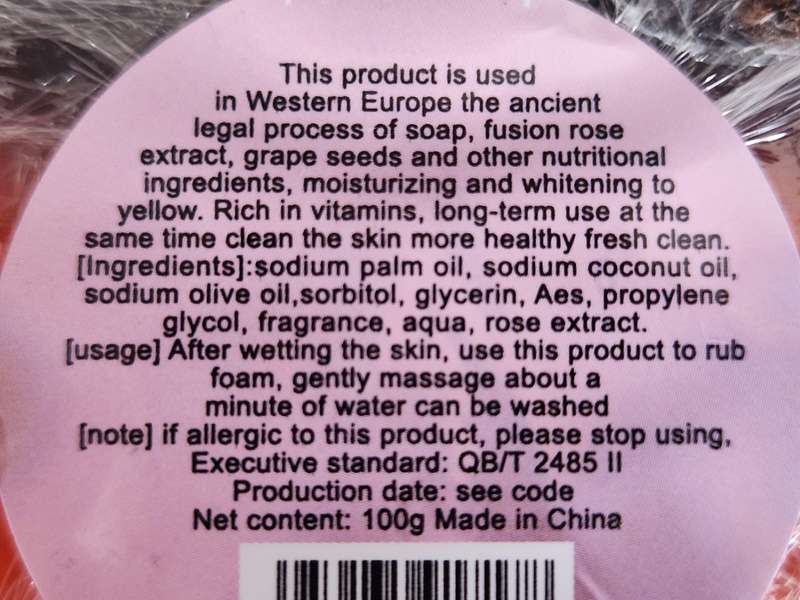 This product is used
in Western Europe the ancient
legal process of soap, fusion rose
extract, grape seeds and other nutritional
ingredients, moisturizing and whitening to
yellow. Rich in vitamins, long-term use at the
same time clean the skin more healthy fresh clean.
[Ingredients]:sodium palm oil, sodium coconut oil,
sodium olive oil,sorbitol, glycerin, Aes, propylene
glycol, fragrance, aqua, rose extract.
[usage] After wetting the skin, use this product to rub
foam, gently massage about a
minute of water can be washed
[note] if allergic to this product, please stop using,
Executive standard: QB/T 2485 II
Production date: see code
Net content: 100g Made in China